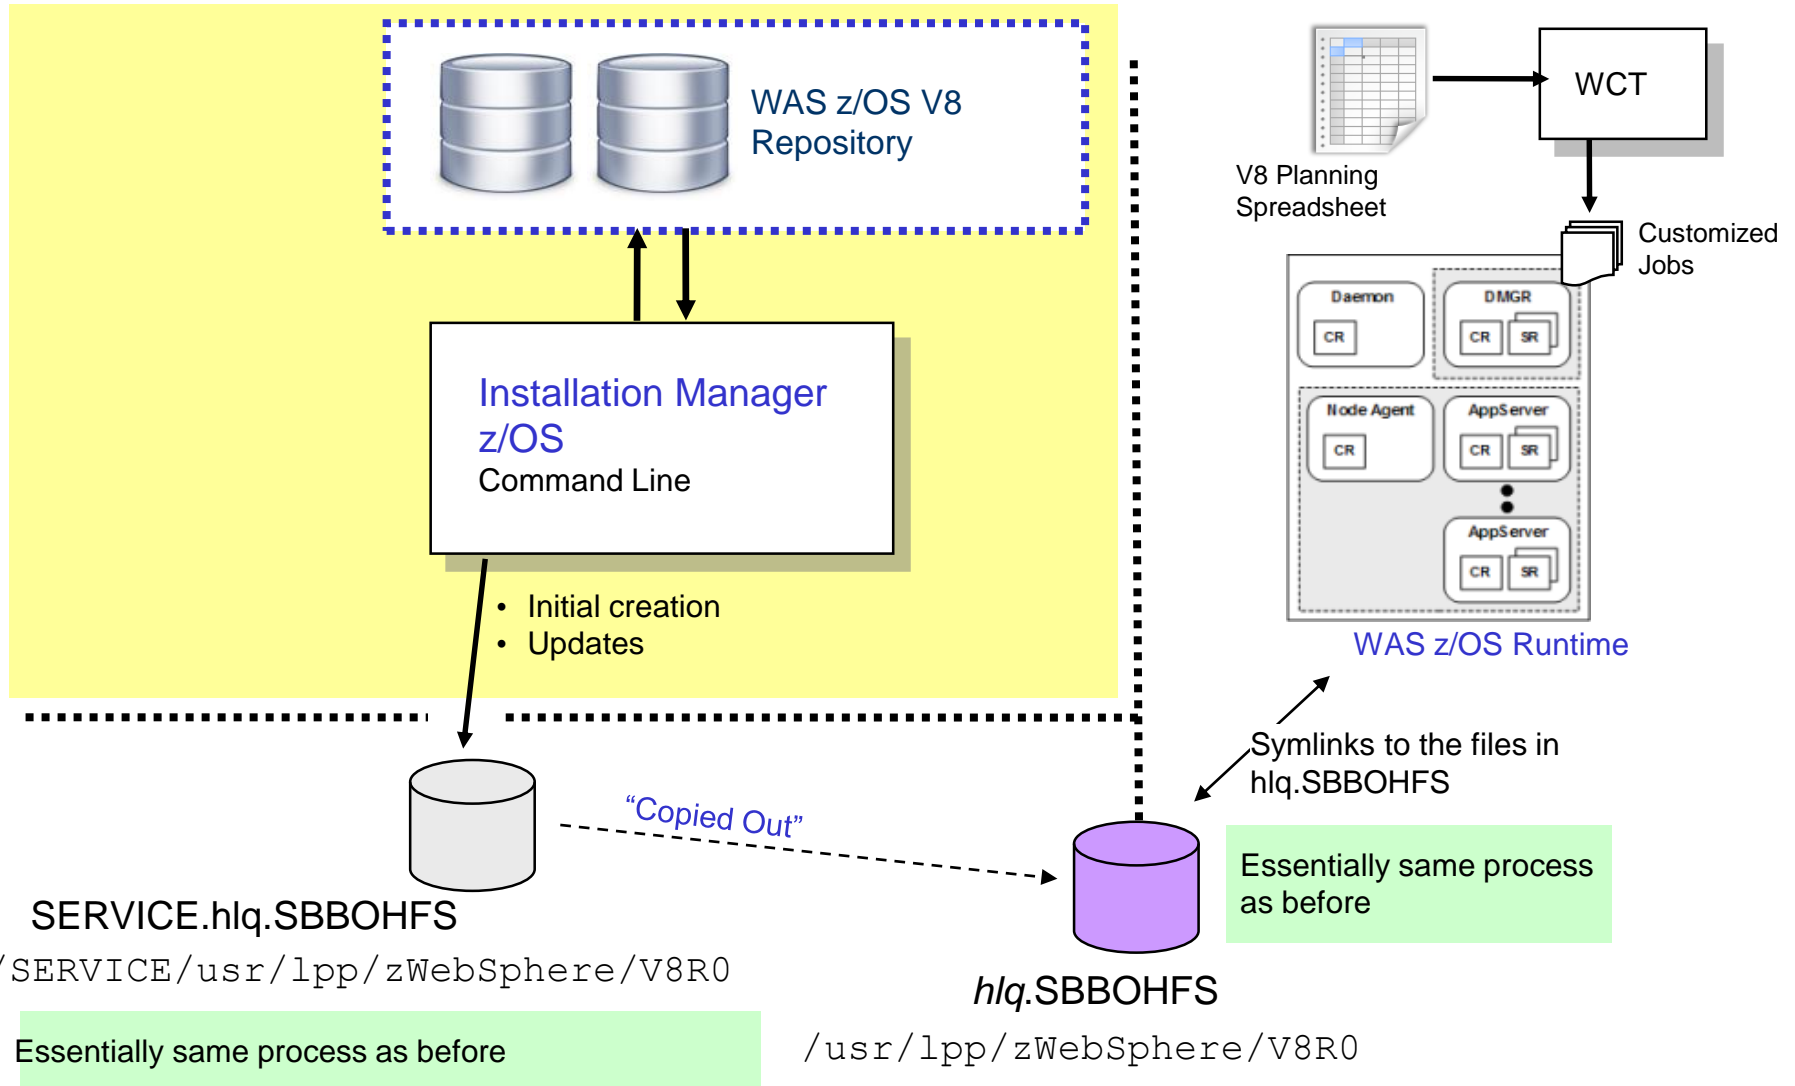 WAS z/OS V8
Repository
WCT
V8 Planning
Spreadsheet
Customized
Jobs
Daemon
CR
DMGR
CR
SR
Installation Manager
z/OS
Command Line
Node Agent
CR
AppServer
CR
SR
AppServer
CR
SR
• Initial creation
• Updates
WAS z/OS Runtime
Symlinks to the files in
hlq.SBBOHFS
“Copied Out”
Essentially same process
as before
SERVICE.hlq.SBBOHFS
/SERVICE/usr/lpp/zWebSphere/V8R0
hlq.SBBOHFS
/usr/lpp/zWebSphere/V8R0
Essentially same process as before